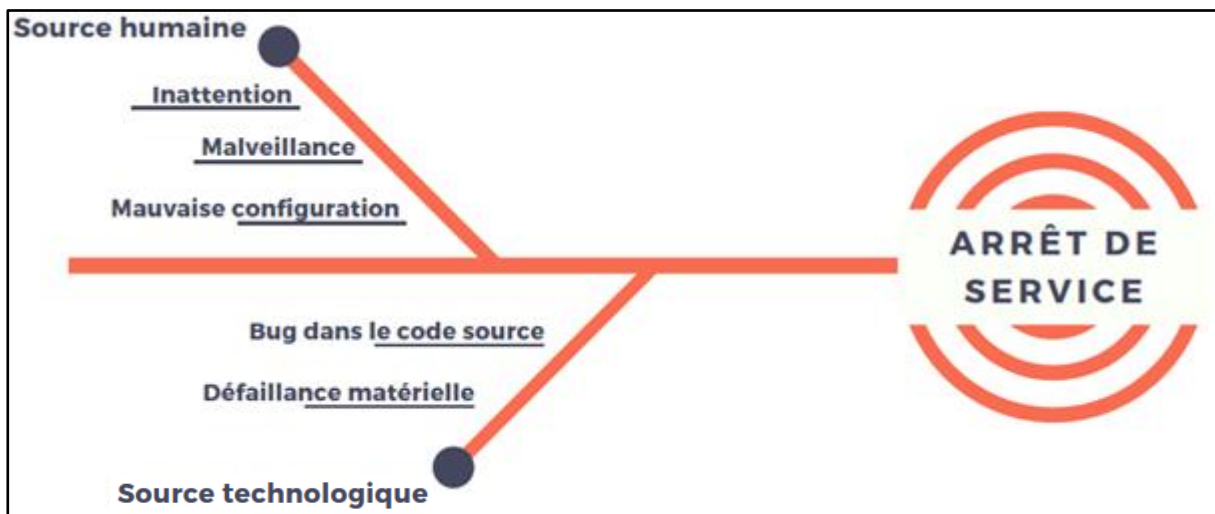 Source humaine
Inattention
Malveillance
Mauvaise configuration
ARRÊT DE
SERVICE
Bug dans le code source
Défaillance matérielle
Source technologique